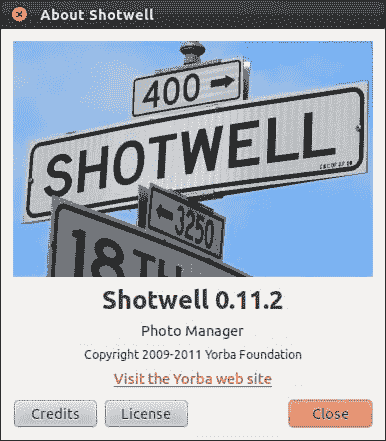 About Shotwell
400 →
SHOTWELL
← 3250
18TH
Shotwell 0.11.2
Photo Manager
Copyright 2009-2011 Yorba Foundation
Visit the Yorba web site
Credits
License
Close